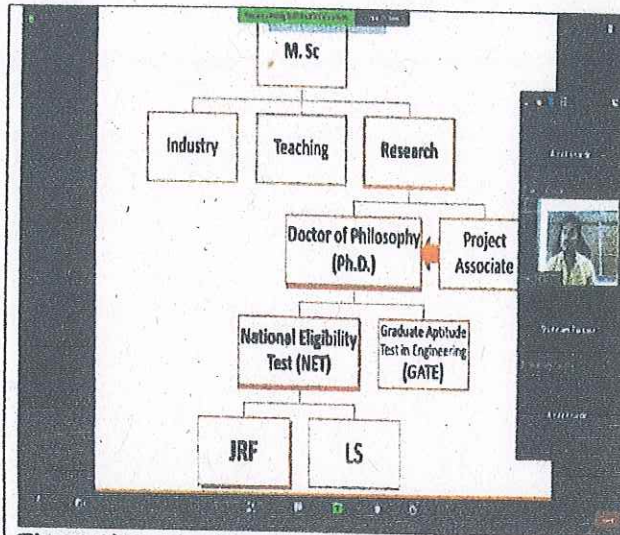 M. Sc
Industry
Teaching
Research
Doctor of Philosophy
(Ph.D.)
Project
Associate
National Eligibility
Test (NET)
Graduate Aptitude
Test in Engineering
(GATE)
JRF
LS